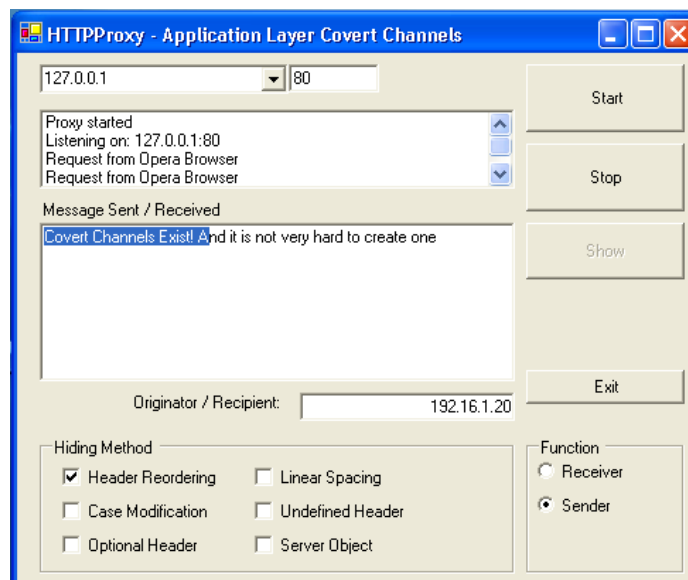 HTTPProxy - Application Layer Covert Channels
127.0.0.1 80
Start
Proxy started
Listening on: 127.0.0.1:80
Request from Opera Browser
Request from Opera Browser
Stop
Message Sent / Received
Covert Channels Exist! And it is not very hard to create one
Show
Exit
Originator / Recipient: 192.16.1.20
Hiding Method
Header Reordering Linear Spacing
Case Modification Undefined Header
Optional Header Server Object
Function
Receiver
Sender